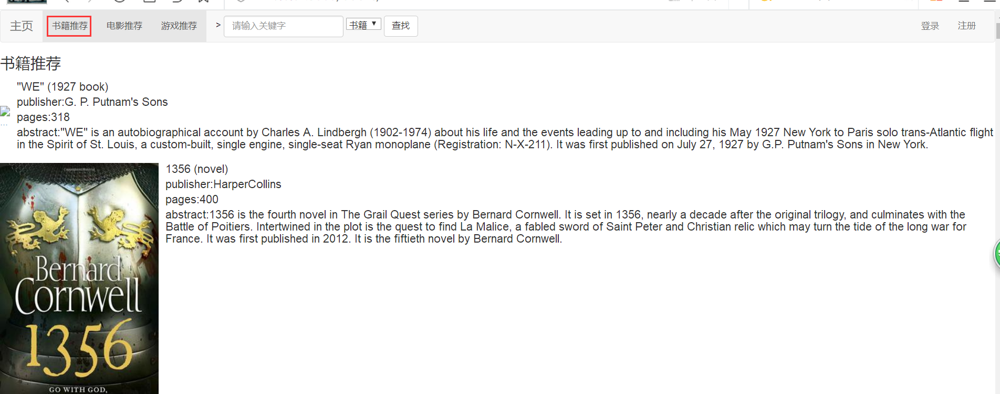 主页 书籍推荐 电影推荐 游戏推荐 > 请输入关键字 书籍 ▼ 查找 登录 注册
书籍推荐
"WE" (1927 book)
publisher:G. P. Putnam's Sons
pages:318
...
abstract:"WE" is an autobiographical account by Charles A. Lindbergh (1902-1974) about his life and the events leading up to and including his May 1927 New York to Paris solo trans-Atlantic flight
in the Spirit of St. Louis, a custom-built, single engine, single-seat Ryan monoplane (Registration: N-X-211). It was first published on July 27, 1927 by G.P. Putnam's Sons in New York.
Copyrighted Material
1356 (novel)
publisher:HarperCollins
pages:400
abstract:1356 is the fourth novel in The Grail Quest series by Bernard Cornwell. It is set in 1356, nearly a decade after the original trilogy, and culminates with the
Battle of Poitiers. Intertwined in the plot is the quest to find La Malice, a fabled sword of Saint Peter and Christian relic which may turn the tide of the long war for
France. It was first published in 2012. It is the fiftieth novel by Bernard Cornwell.
Bernard
Cornwell
1356
GO WITH GOD,